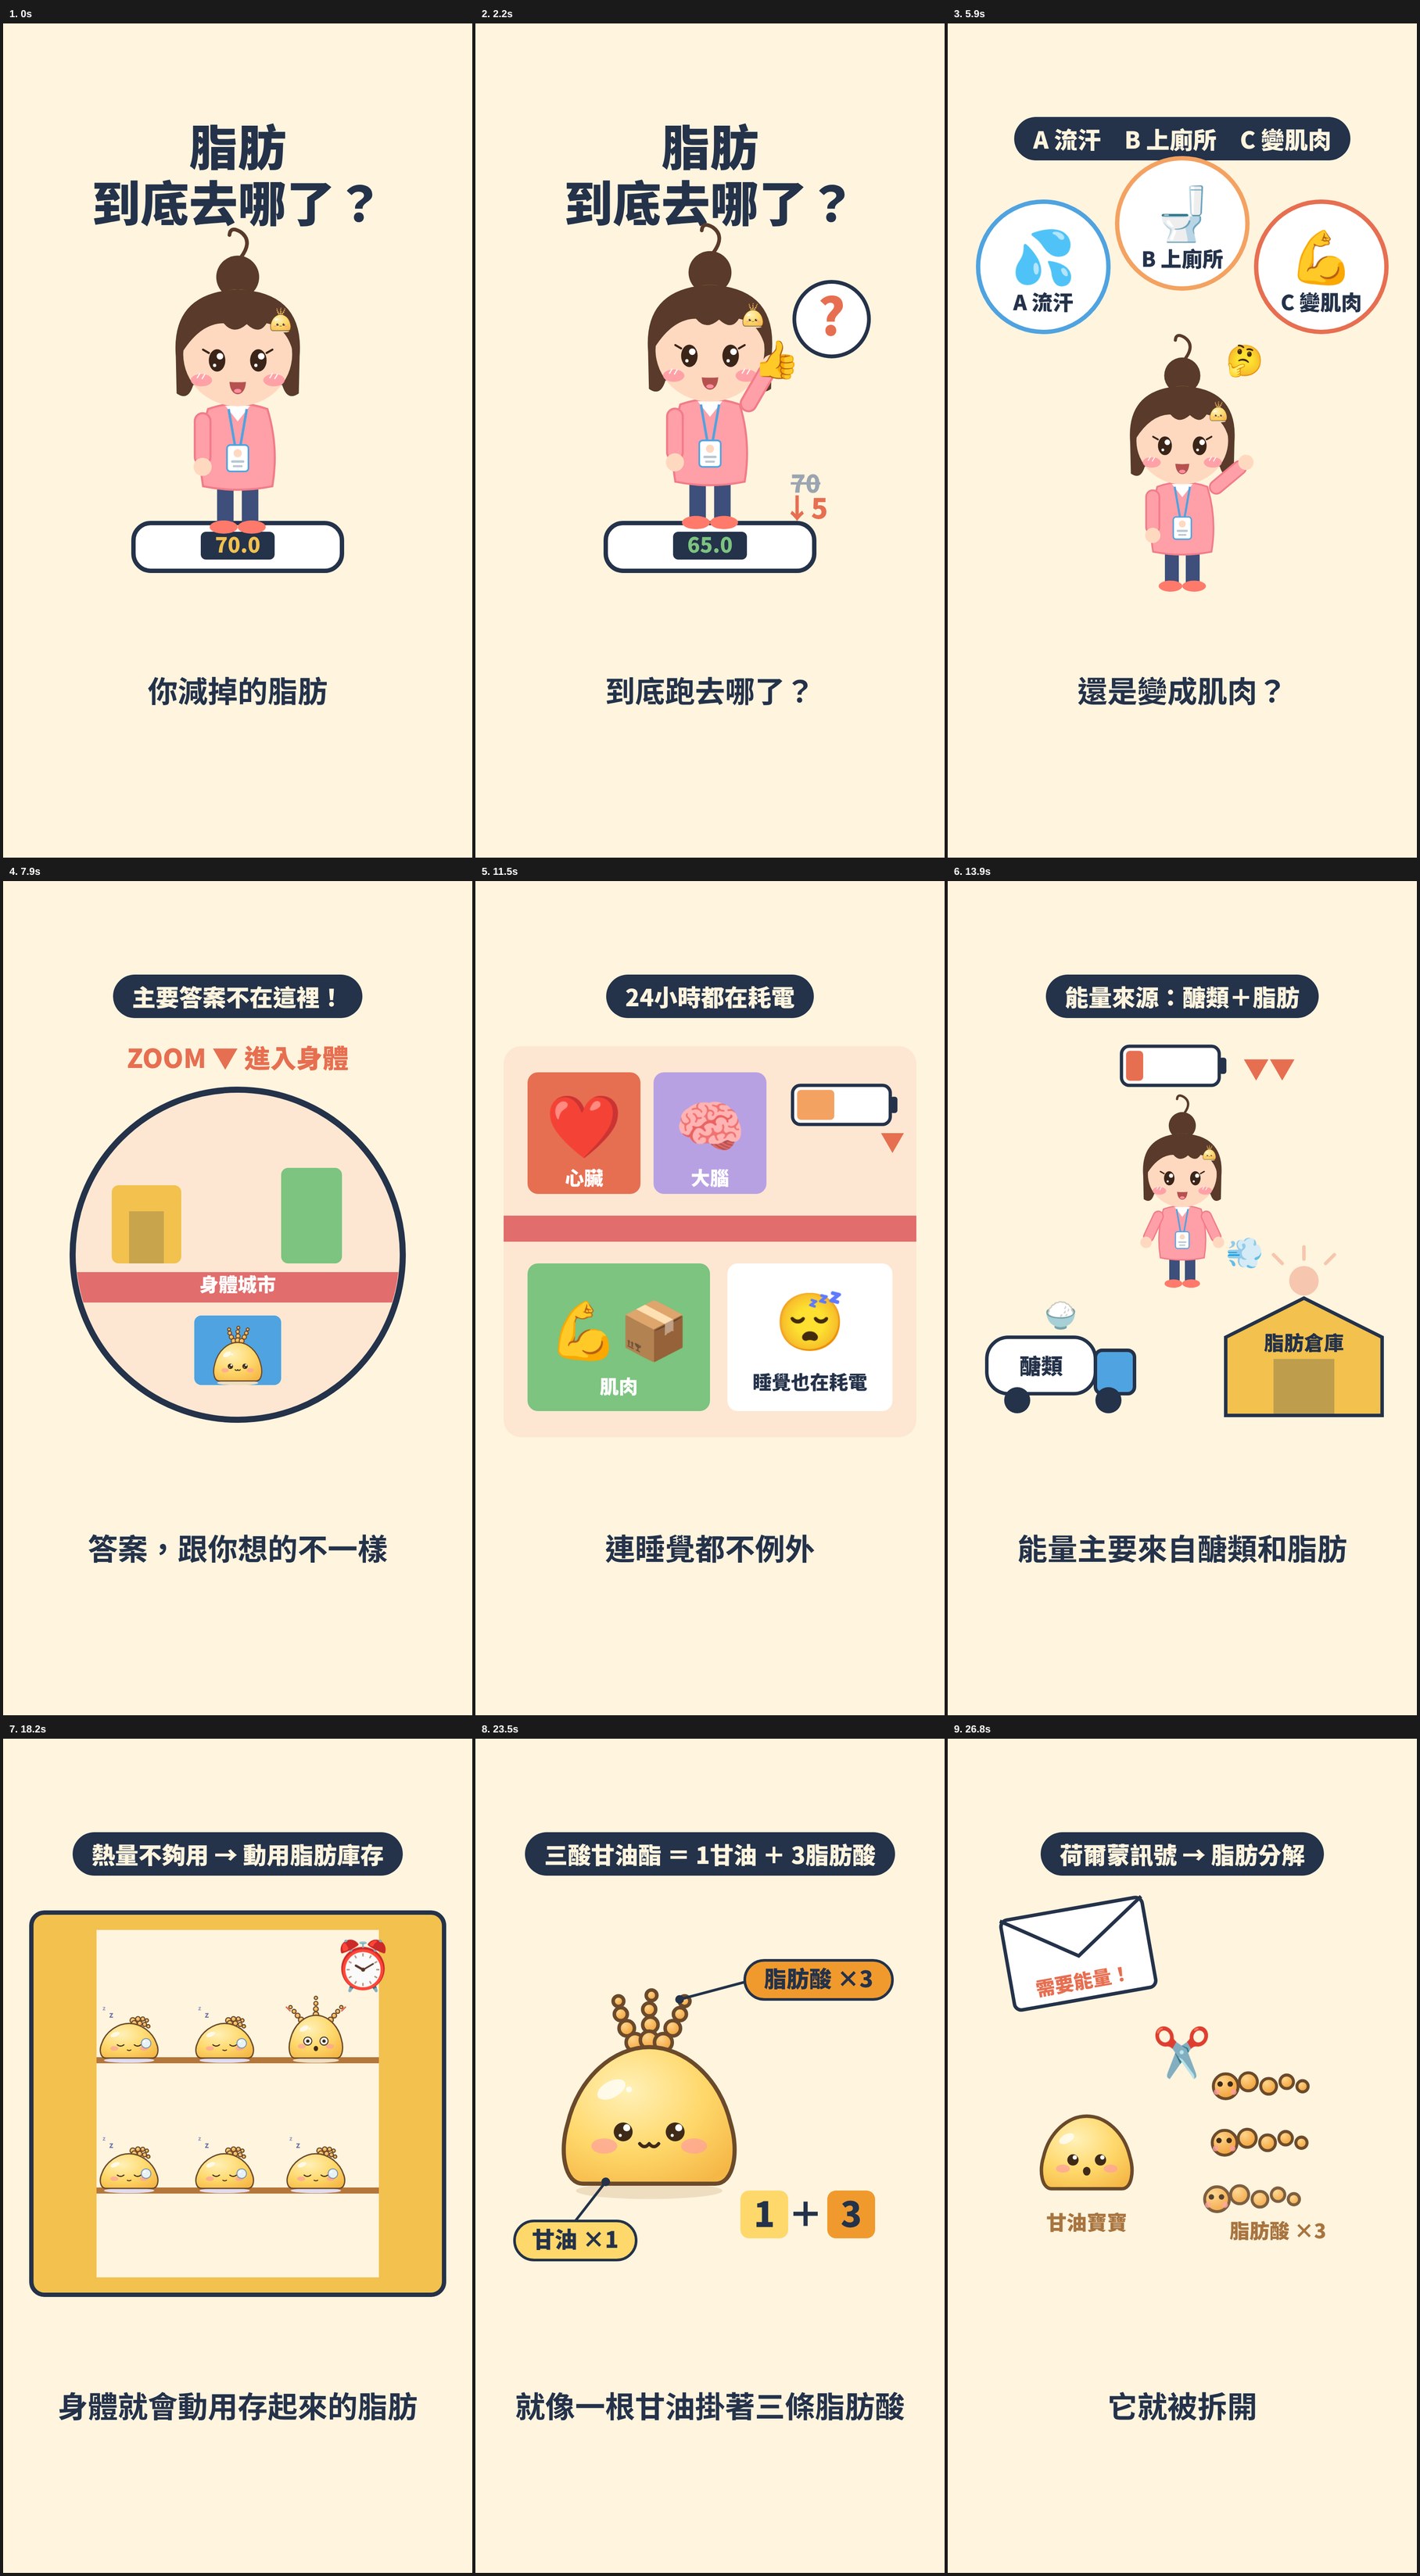 1. 0s
脂肪
到底去哪了？
70.0
你減掉的脂肪
2. 2.2s
脂肪
到底去哪了？
?
70
↓5
65.0
到底跑去哪了？
3. 5.9s
A 流汗 B 上廁所 C 變肌肉
B 上廁所
A 流汗
C 變肌肉
還是變成肌肉？
4. 7.9s
主要答案不在這裡！
ZOOM ▼ 進入身體
身體城市
答案，跟你想的不一樣
5. 11.5s
24小時都在耗電
心臟
大腦
肌肉
睡覺也在耗電
連睡覺都不例外
6. 13.9s
能量來源：醣類＋脂肪
脂肪倉庫
醣類
能量主要來自醣類和脂肪
7. 18.2s
熱量不夠用 → 動用脂肪庫存
z
z
z
z
z
z
z
z
z
z
身體就會動用存起來的脂肪
8. 23.5s
三酸甘油酯 ＝ 1甘油 ＋ 3脂肪酸
脂肪酸 ×3
1 + 3
甘油 ×1
就像一根甘油掛著三條脂肪酸
9. 26.8s
荷爾蒙訊號 → 脂肪分解
需要能量！
甘油寶寶
脂肪酸 ×3
它就被拆開